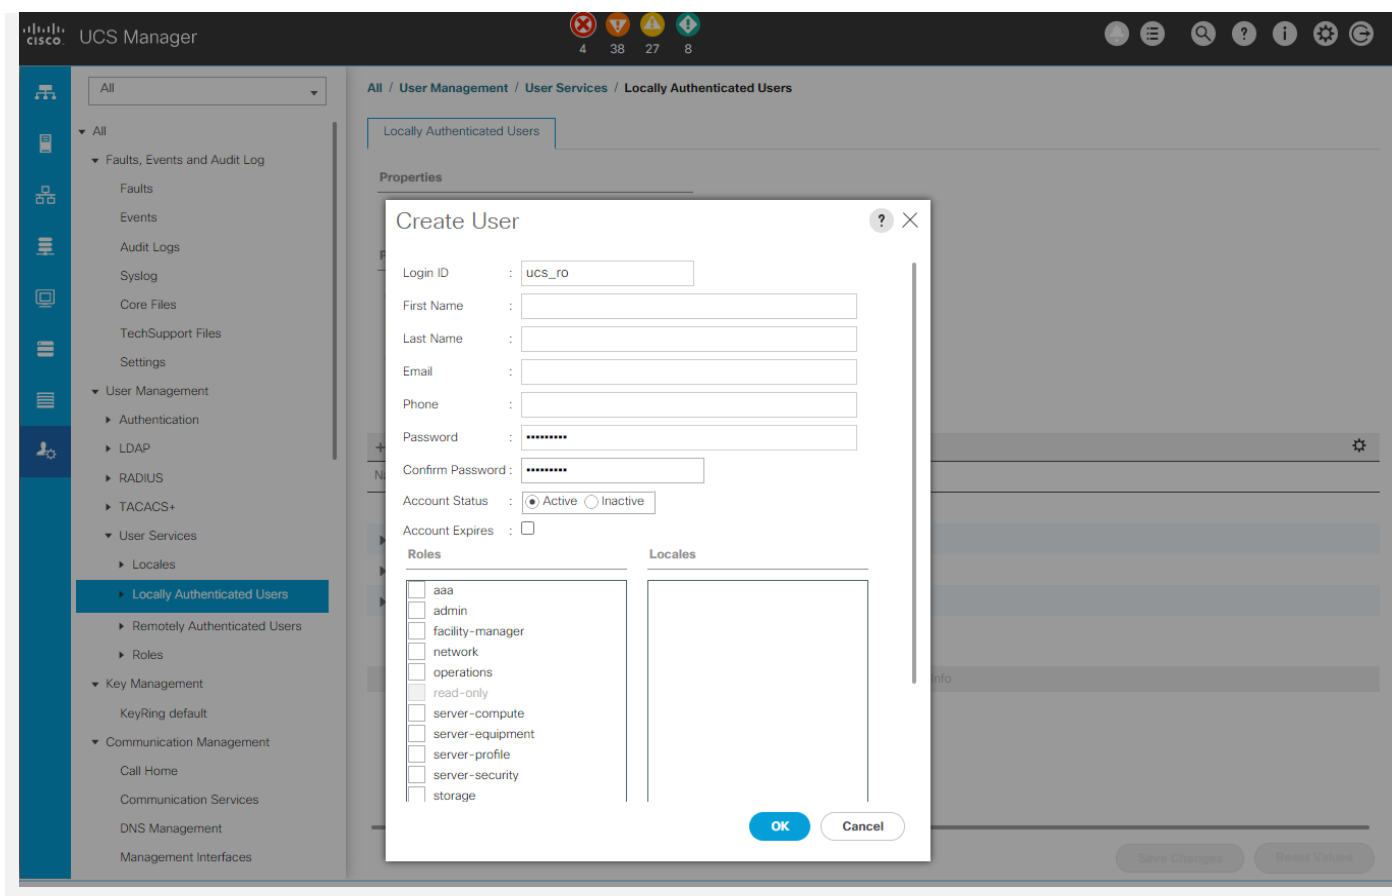 cisco. UCS Manager
4 38 27 8
All
All / User Management / User Services / Locally Authenticated Users
All
Locally Authenticated Users
Faults, Events and Audit Log
Faults
Events
Audit Logs
Syslog
Core Files
TechSupport Files
Settings
User Management
Authentication
LDAP
RADIUS
TACACS+
User Services
Locales
Locally Authenticated Users
Remotely Authenticated Users
Roles
Key Management
KeyRing default
Communication Management
Call Home
Communication Services
DNS Management
Management Interfaces
Properties
Create User
?
Login ID : ucs_ro
First Name :
Last Name :
Email :
Phone :
Password : •••••••••
Confirm Password : •••••••••
Account Status : Active Inactive
Account Expires :
Roles Locales
aaa
admin
facility-manager
network
operations
read-only
server-compute
server-equipment
server-profile
server-security
storage
OK Cancel
Save Changes Reset Values